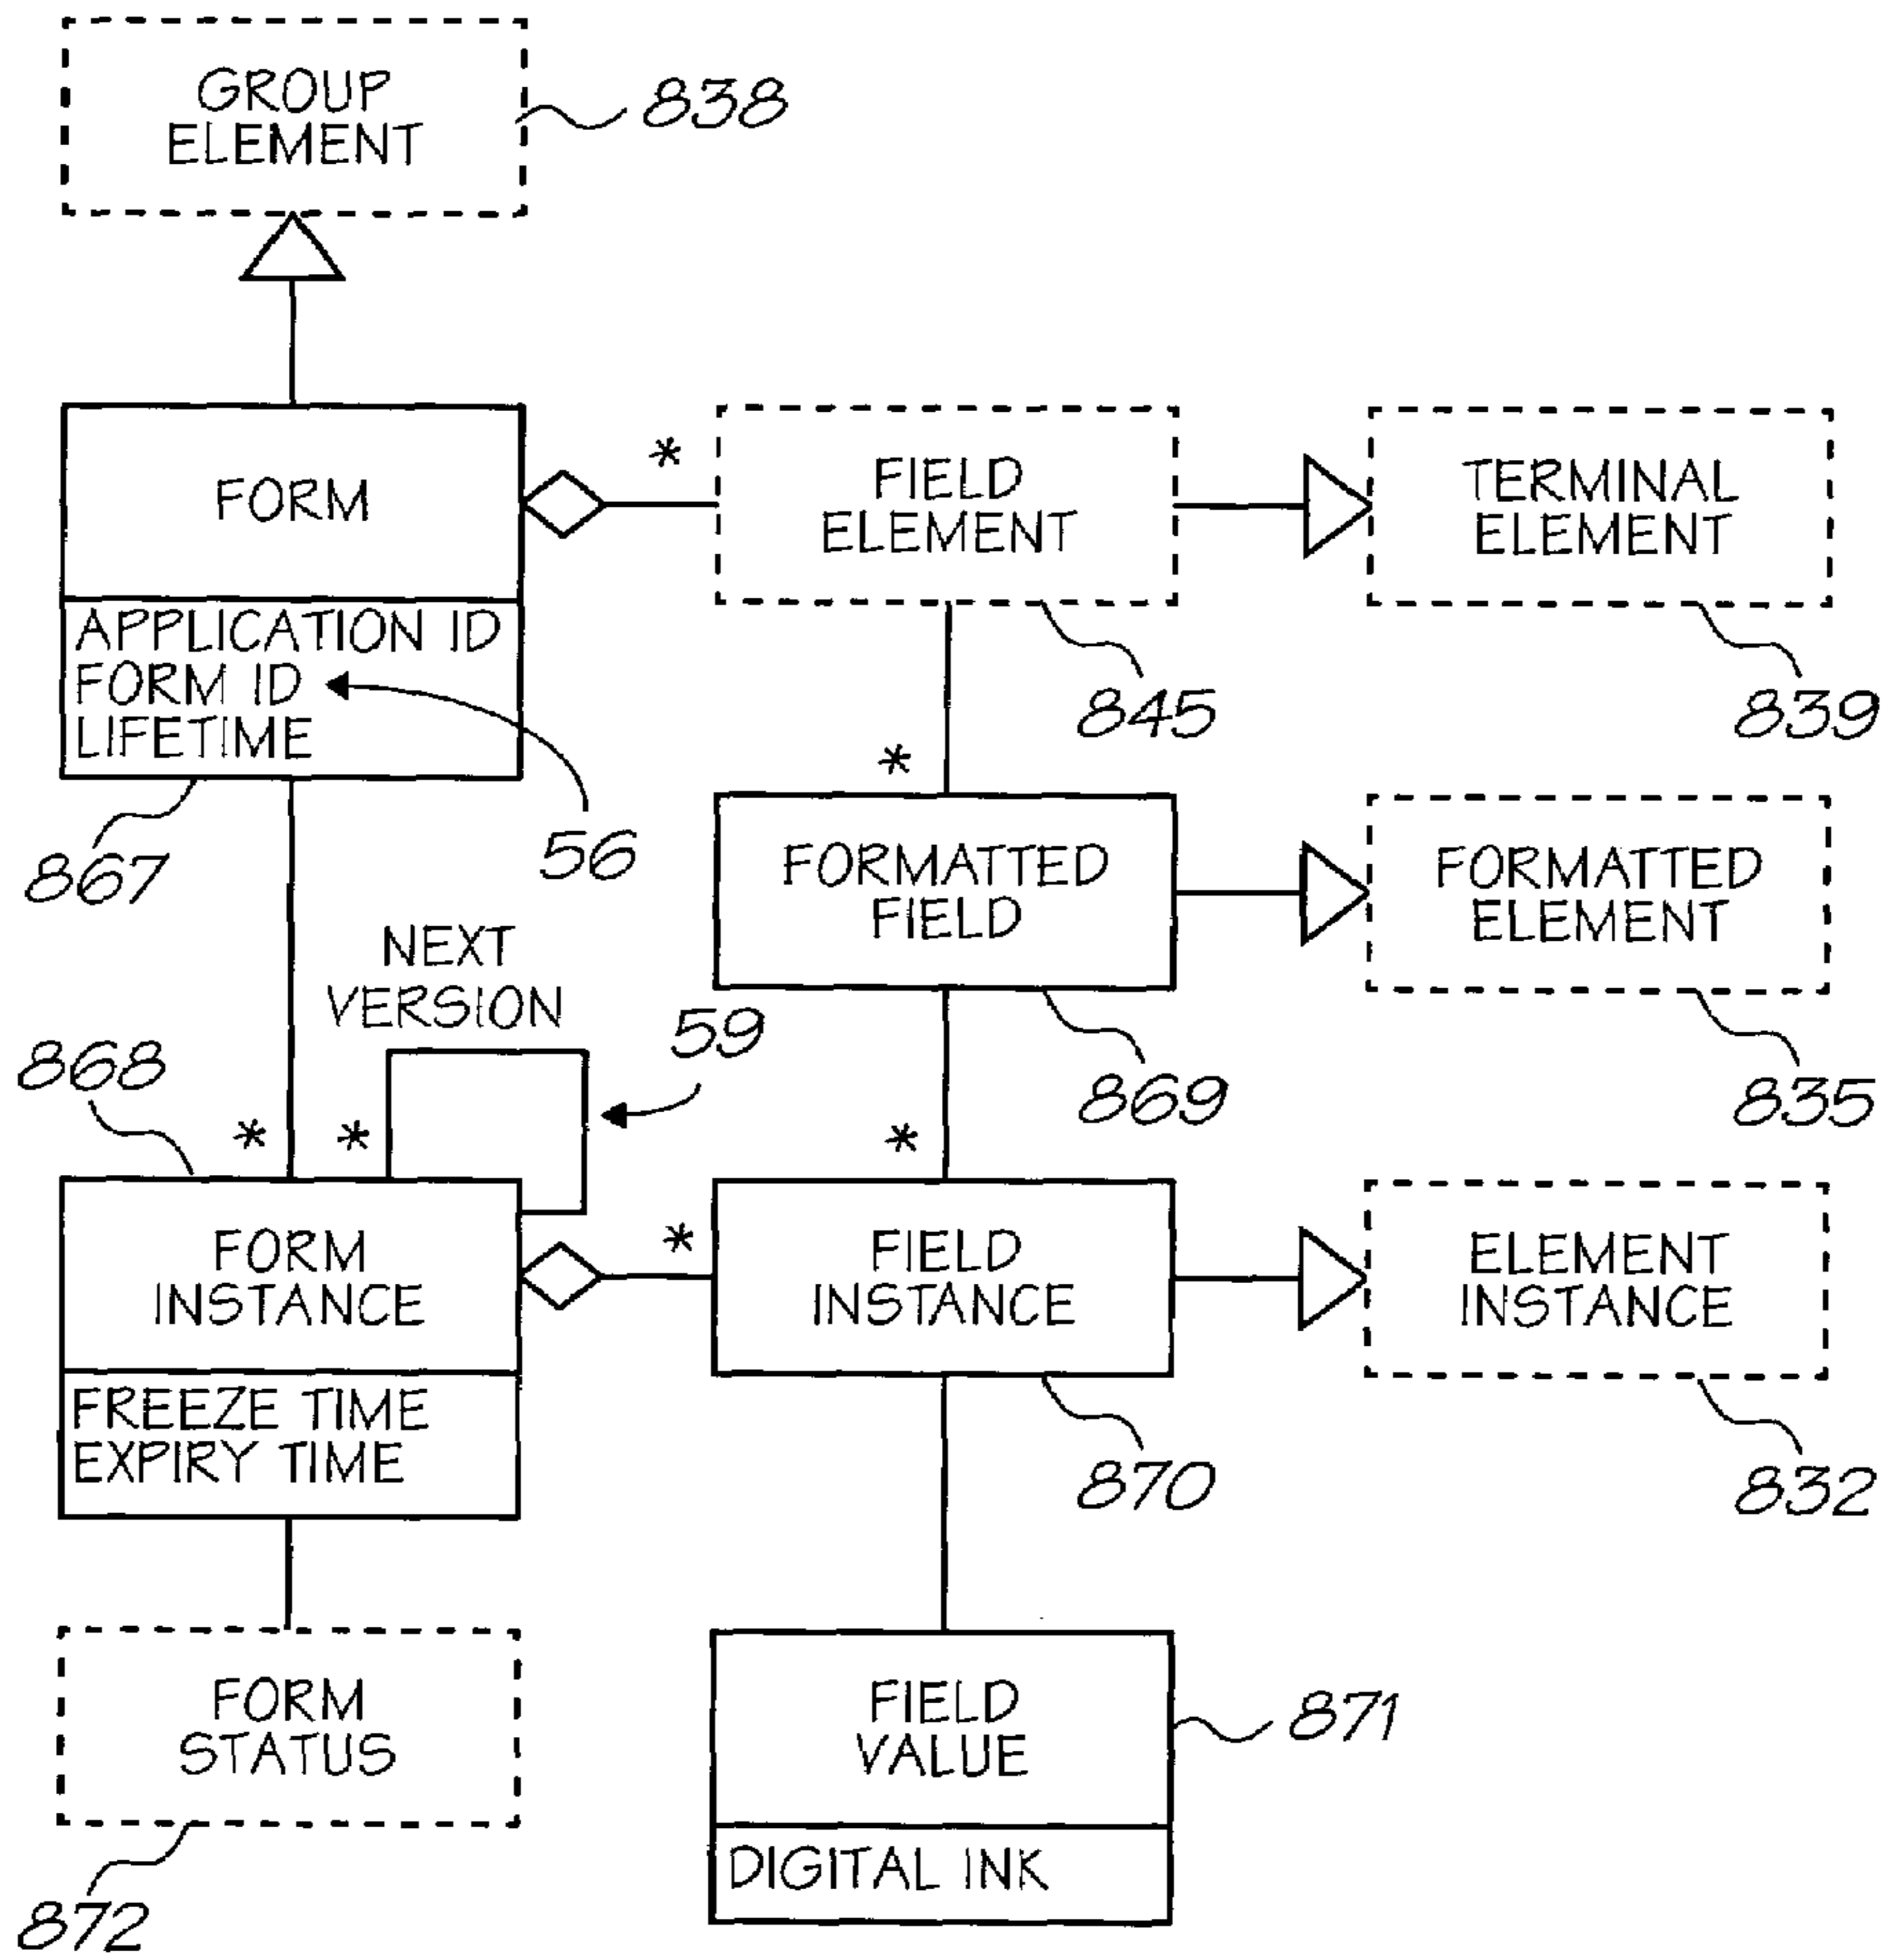 GROUP
ELEMENT
838
FORM
*
FIELD
ELEMENT
TERMINAL
ELEMENT
APPLICATION ID
FORM ID
LIFETIME
845
839
*
867
56
FORMATTED
FIELD
FORMATTED
ELEMENT
NEXT
VERSION
59
868
869
835
*
*
*
FORM
INSTANCE
*
FIELD
INSTANCE
ELEMENT
INSTANCE
FREEZE TIME
EXPIRY TIME
870
832
FORM
STATUS
FIELD
VALUE
871
DIGITAL INK
872